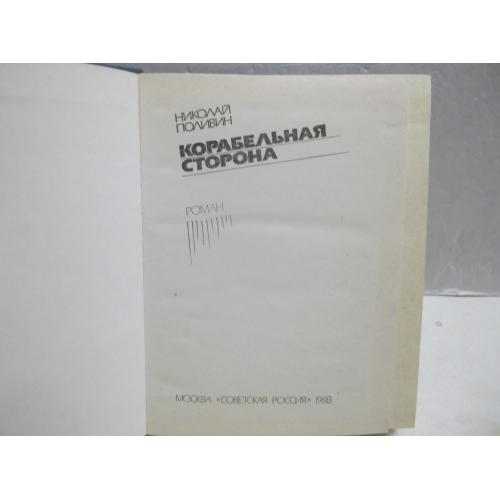 НИКОЛАЙ
ПОЛИВИН
КОРАБЕЛЬНАЯ
СТОРОНА
РОМАН
МОСКВА «СОВЕТСКАЯ РОССИЯ» 1988